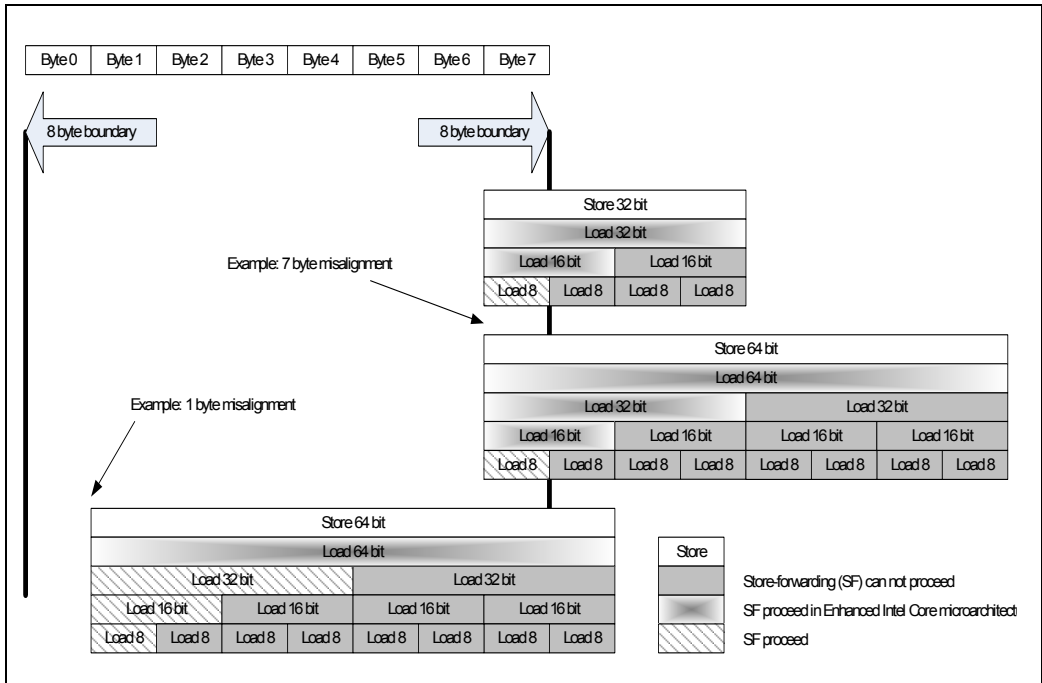 Byte 0 Byte 1 Byte 2 Byte 3 Byte 4 Byte 5 Byte 6 Byte 7
8 byte boundary 8 byte boundary
Store 32 bit
Load 32 bit
Example: 7 byte misalignment
Load 16 bit Load 16 bit
Load 8 Load 8 Load 8 Load 8
Store 64 bit
Load 64 bit
Example: 1 byte misalignment
Load 32 bit Load 32 bit
Load 16 bit Load 16 bit Load 16 bit Load 16 bit
Load 8 Load 8 Load 8 Load 8 Load 8 Load 8 Load 8 Load 8
Store 64 bit
Load 64 bit
Load 32 bit Load 32 bit
Load 16 bit Load 16 bit Load 16 bit Load 16 bit
Load 8 Load 8 Load 8 Load 8 Load 8 Load 8 Load 8 Load 8
Store
Store-forwarding (SF) can not proceed
SF proceed in Enhanced Intel Core microarchitect
SF proceed